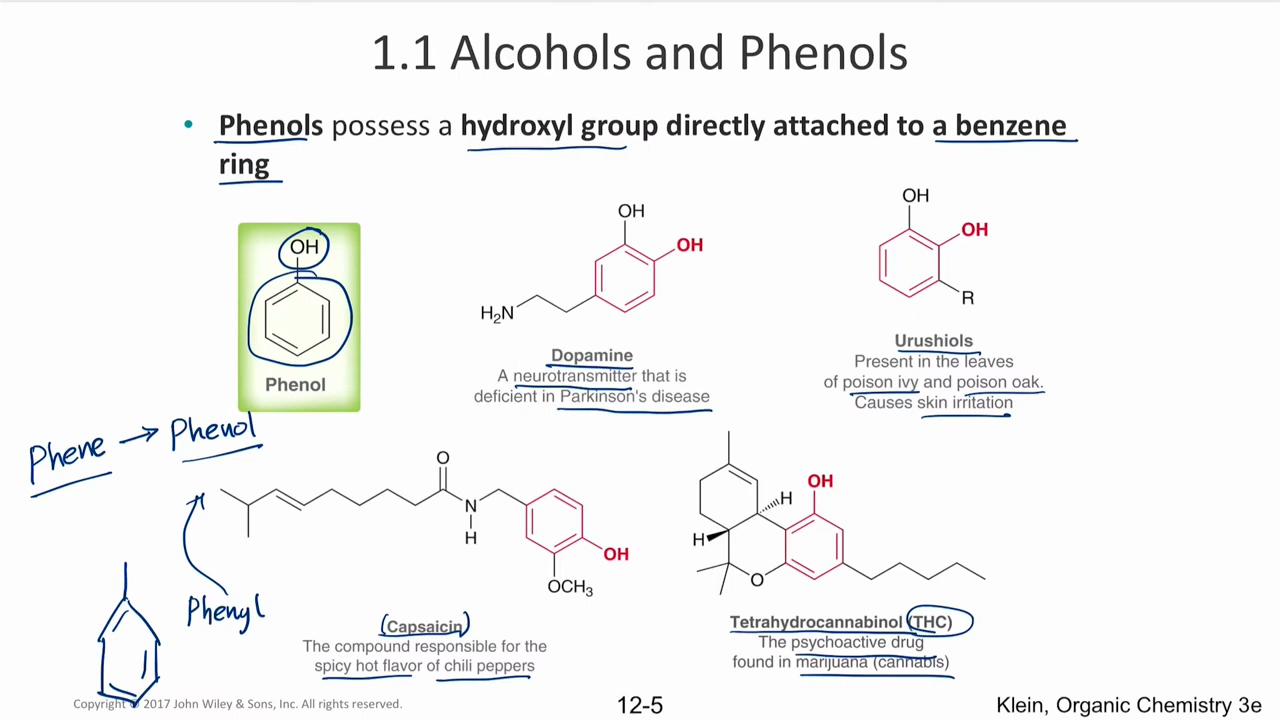 1.1 Alcohols and Phenols
• Phenols possess a hydroxyl group directly attached to a benzene
ring
OH
Phenol
OH
OH
H₂N
Dopamine
A neurotransmitter that is
deficient in Parkinson's disease
OH
OH
R
Urushiols
Present in the leaves
of poison ivy and poison oak.
Causes skin irritation
Phene → Phenol
Phenyl
O
N
H
OH
OCH₃
(Capsaicin)
The compound responsible for the
spicy hot flavor of chili peppers
OH
H
H
O
Tetrahydrocannabinol (THC)
The psychoactive drug
found in marijuana (cannabis)
Copyright © 2017 John Wiley & Sons, Inc. All rights reserved.
12-5
Klein, Organic Chemistry 3e